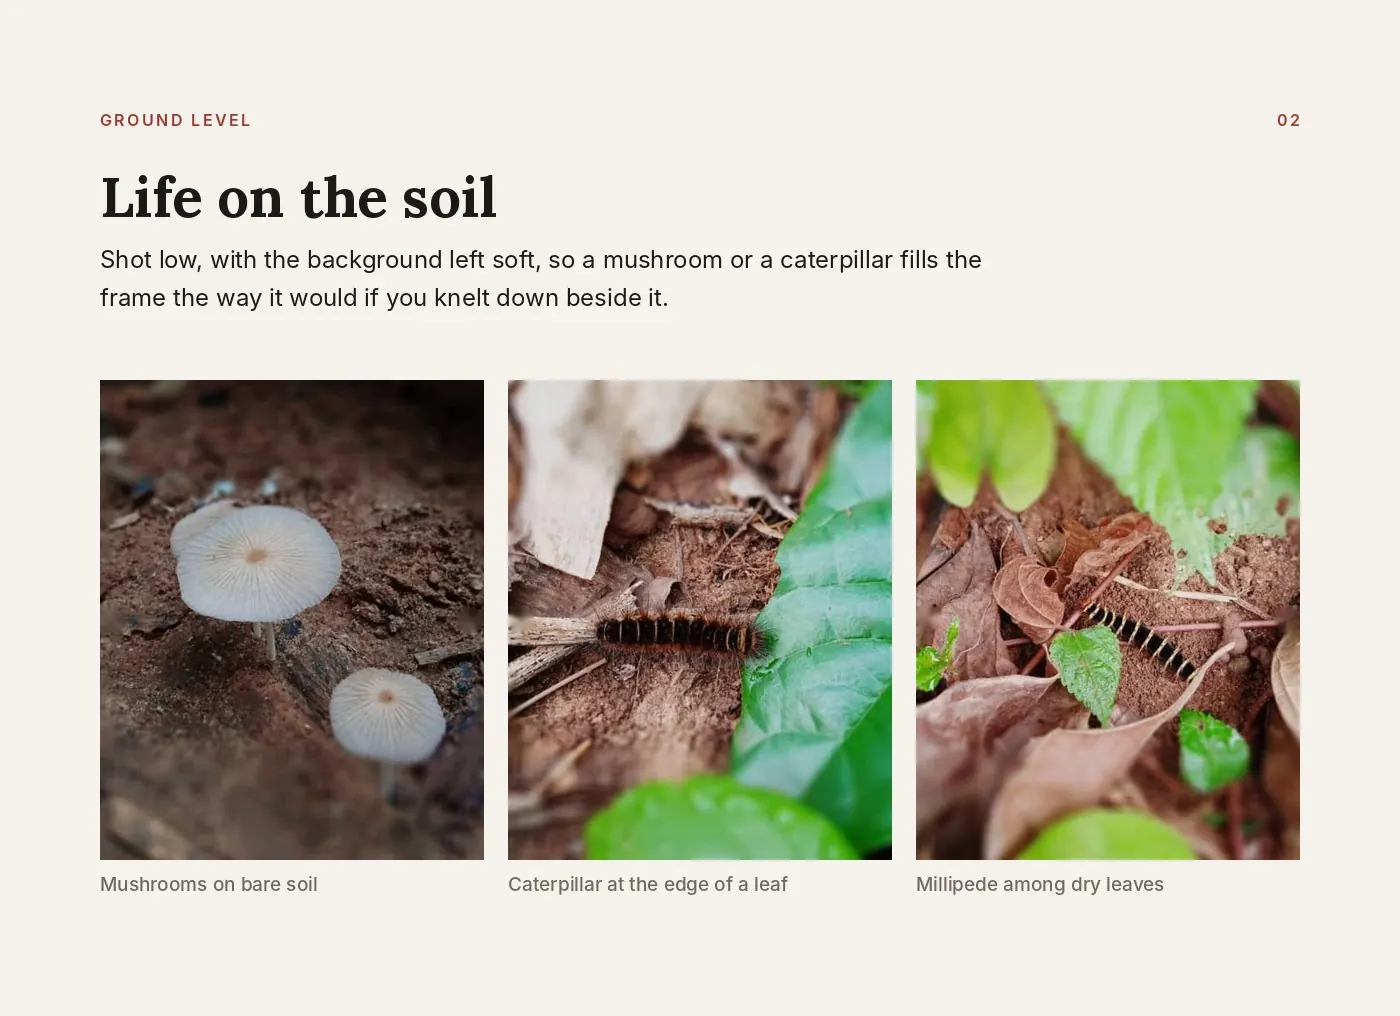 GROUND LEVEL
02
Life on the soil
Shot low, with the background left soft, so a mushroom or a caterpillar fills the
frame the way it would if you knelt down beside it.
Mushrooms on bare soil
Caterpillar at the edge of a leaf
Millipede among dry leaves